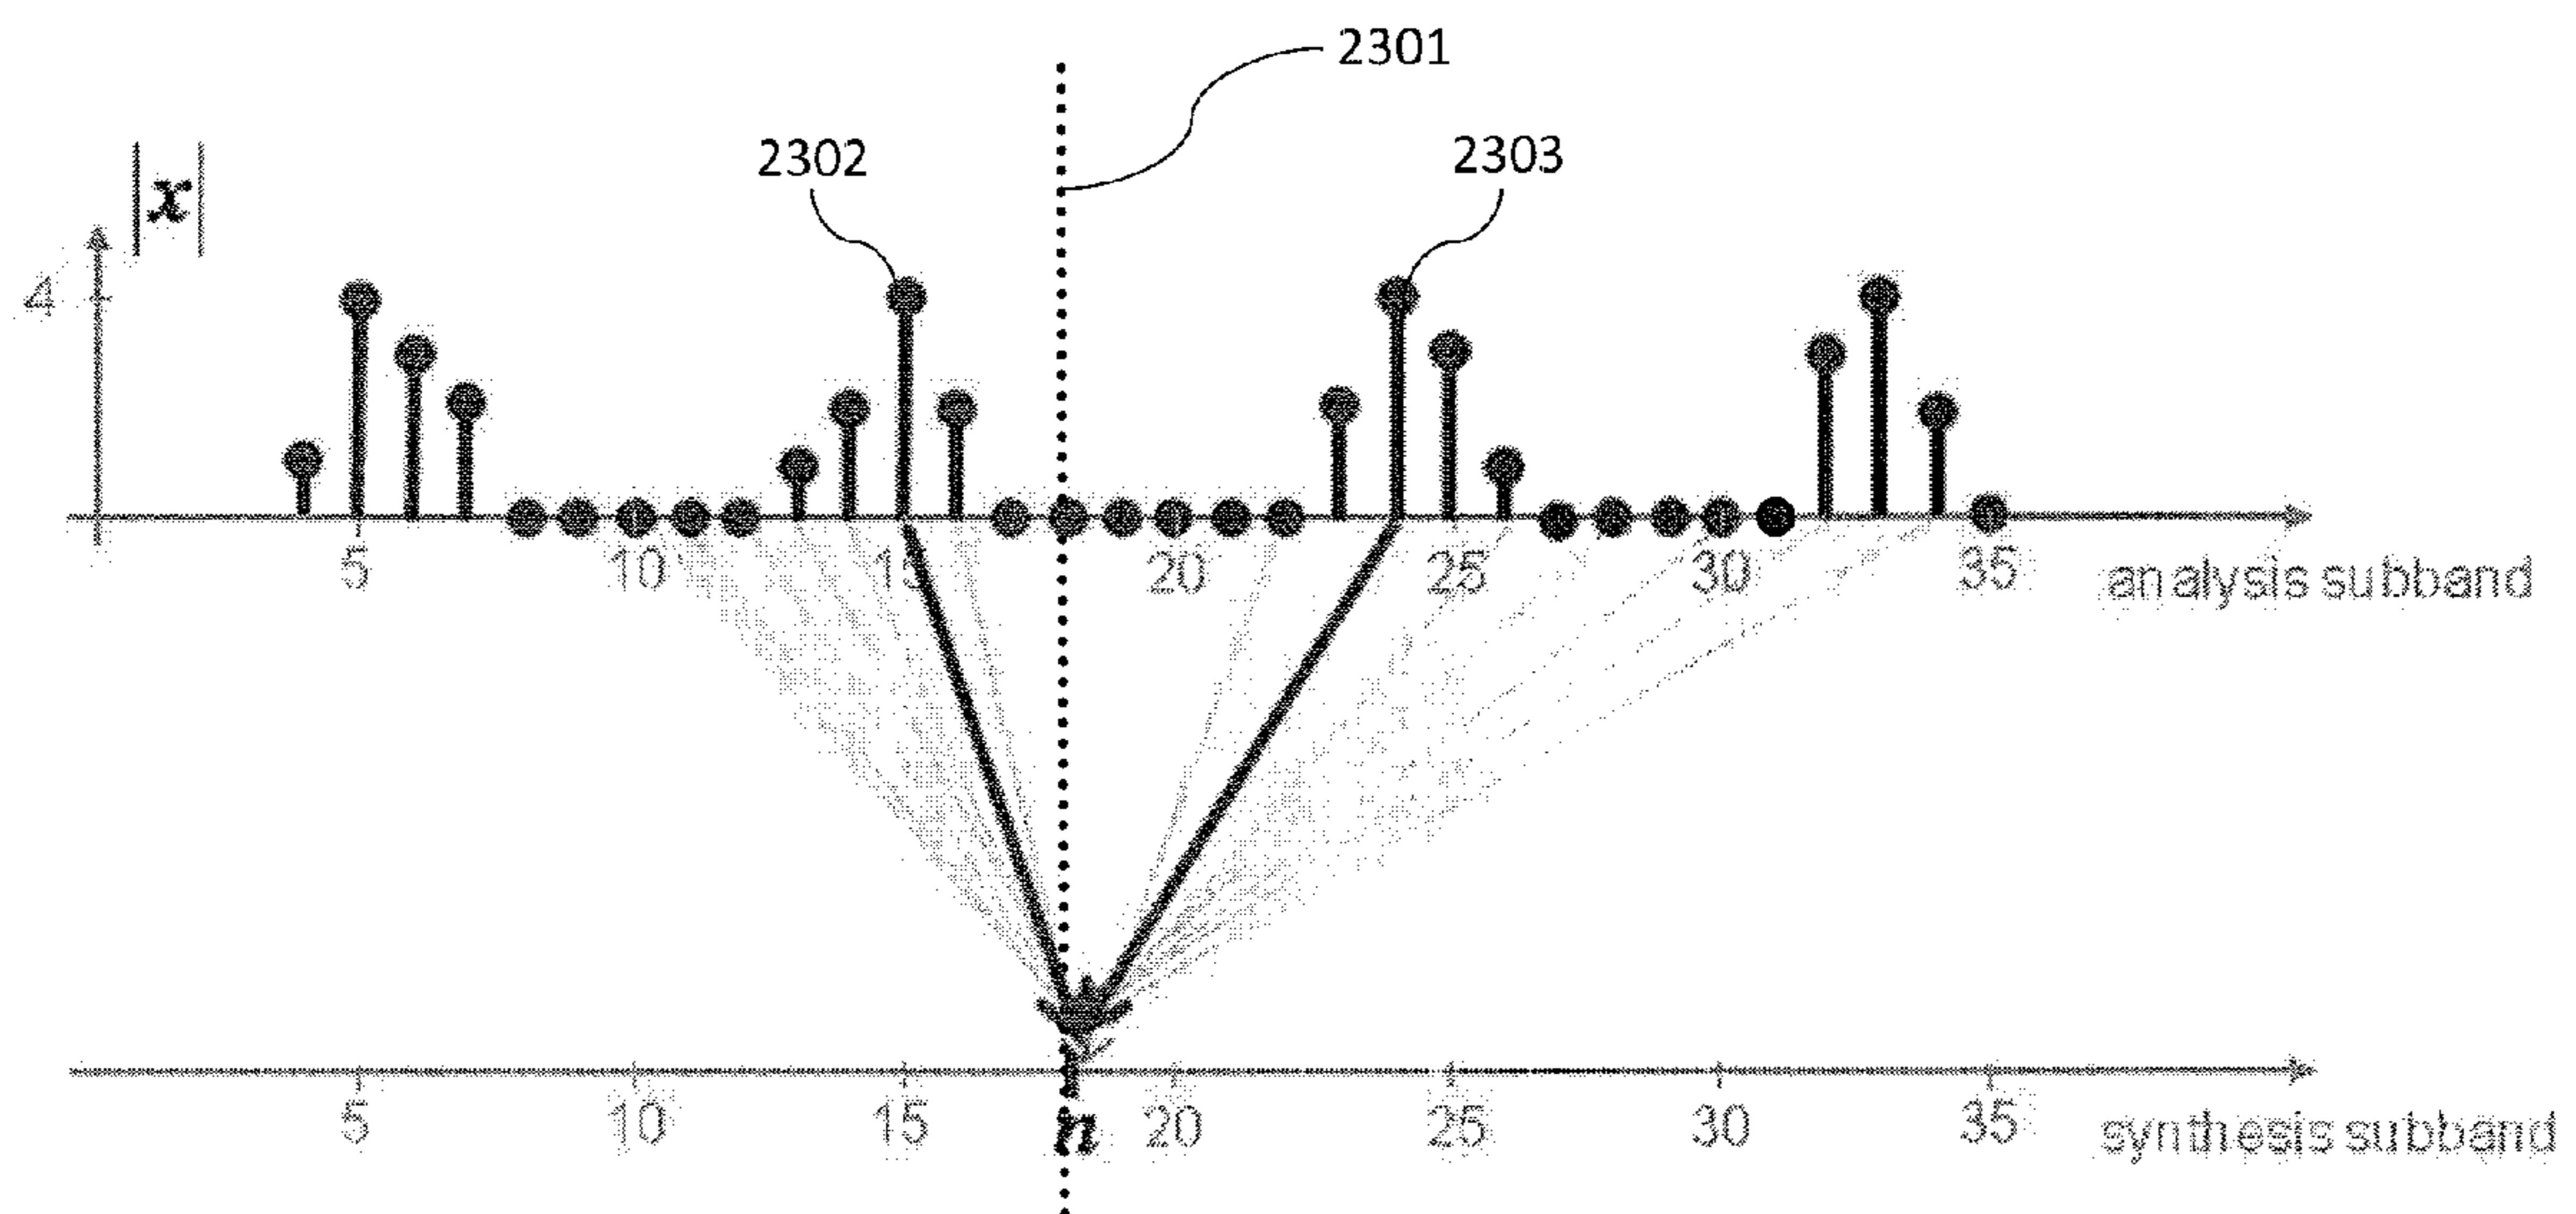 2301
2302
2303
|x|
4
5 10 15 20 25 30 35
analysis subband
5 10 15 n 20 25 30 35
synthesis subband